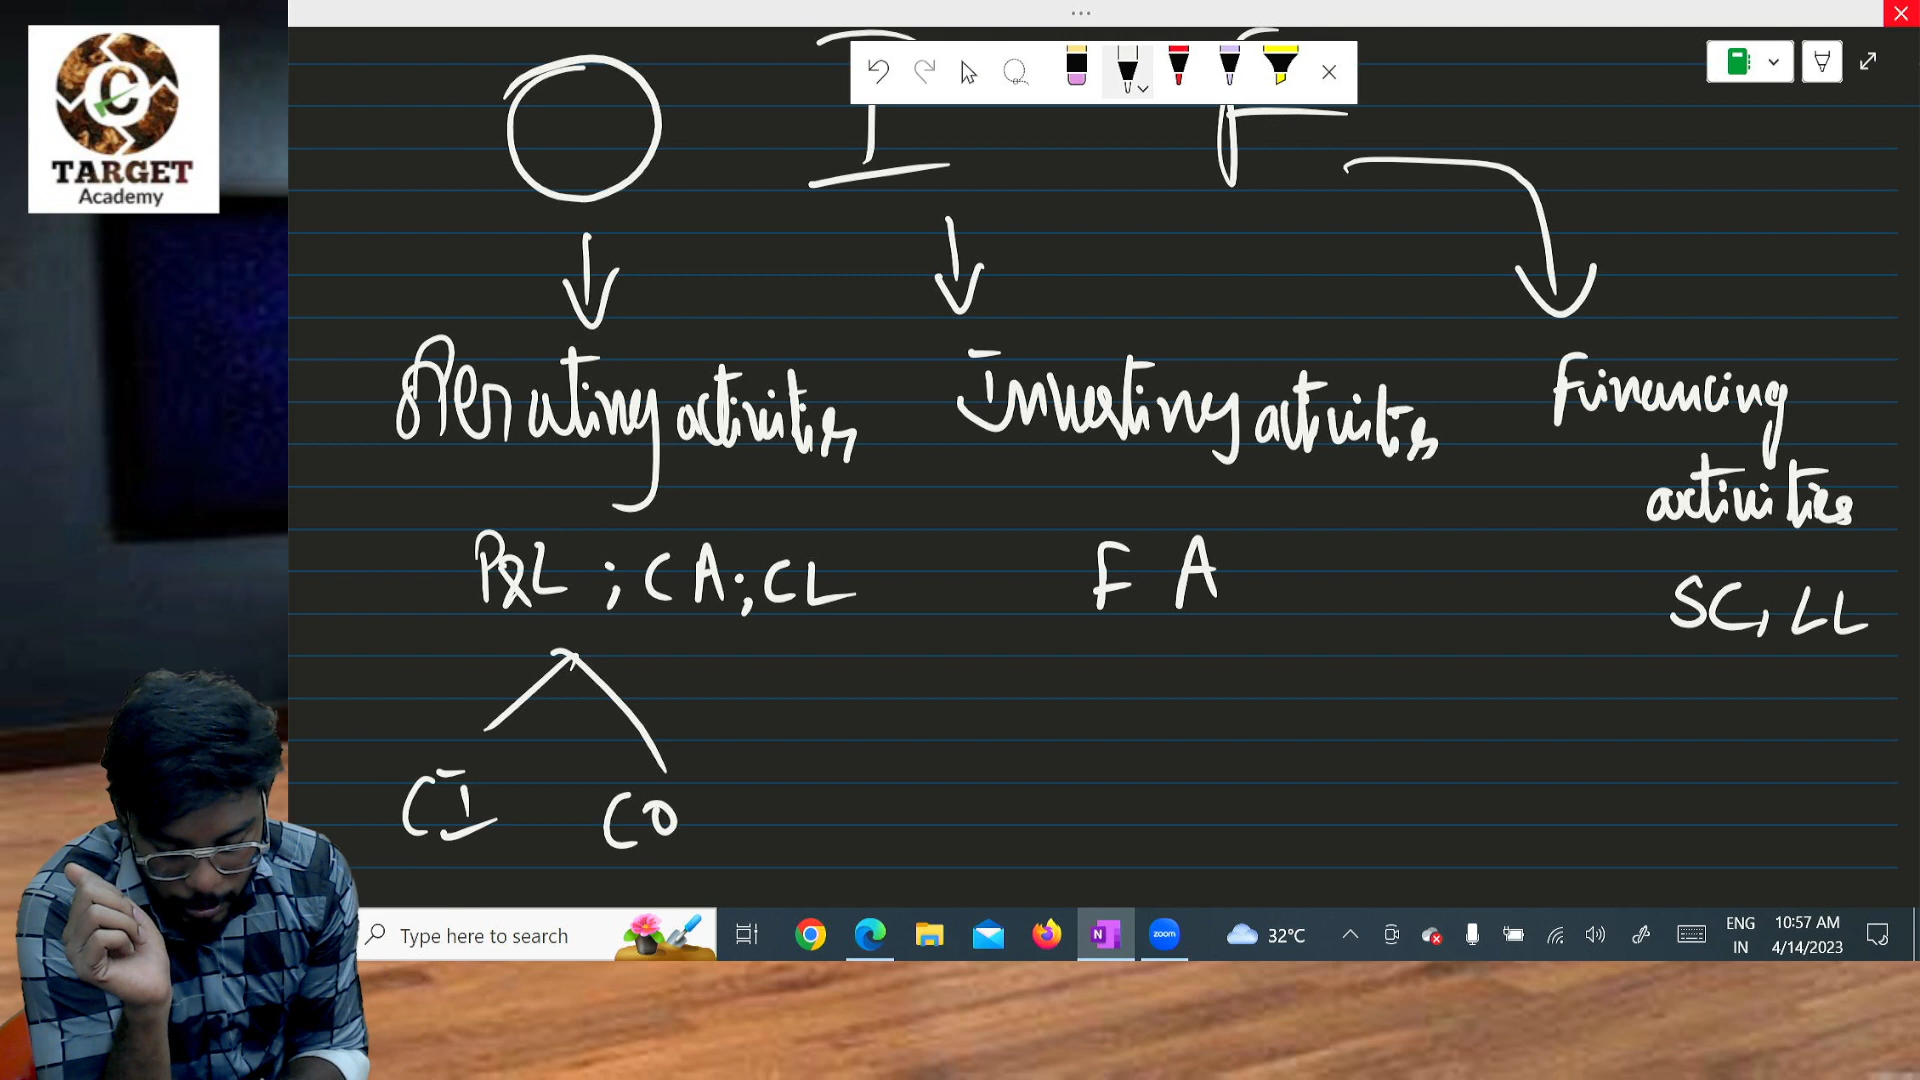 C
TARGET
Academy
O I F
Operating activities Investing activities Financing
activities
P&L ; CA ; CL F A SC, LL
CI CO
Type here to search
zoom
32°C
ENG
IN
10:57 AM
4/14/2023